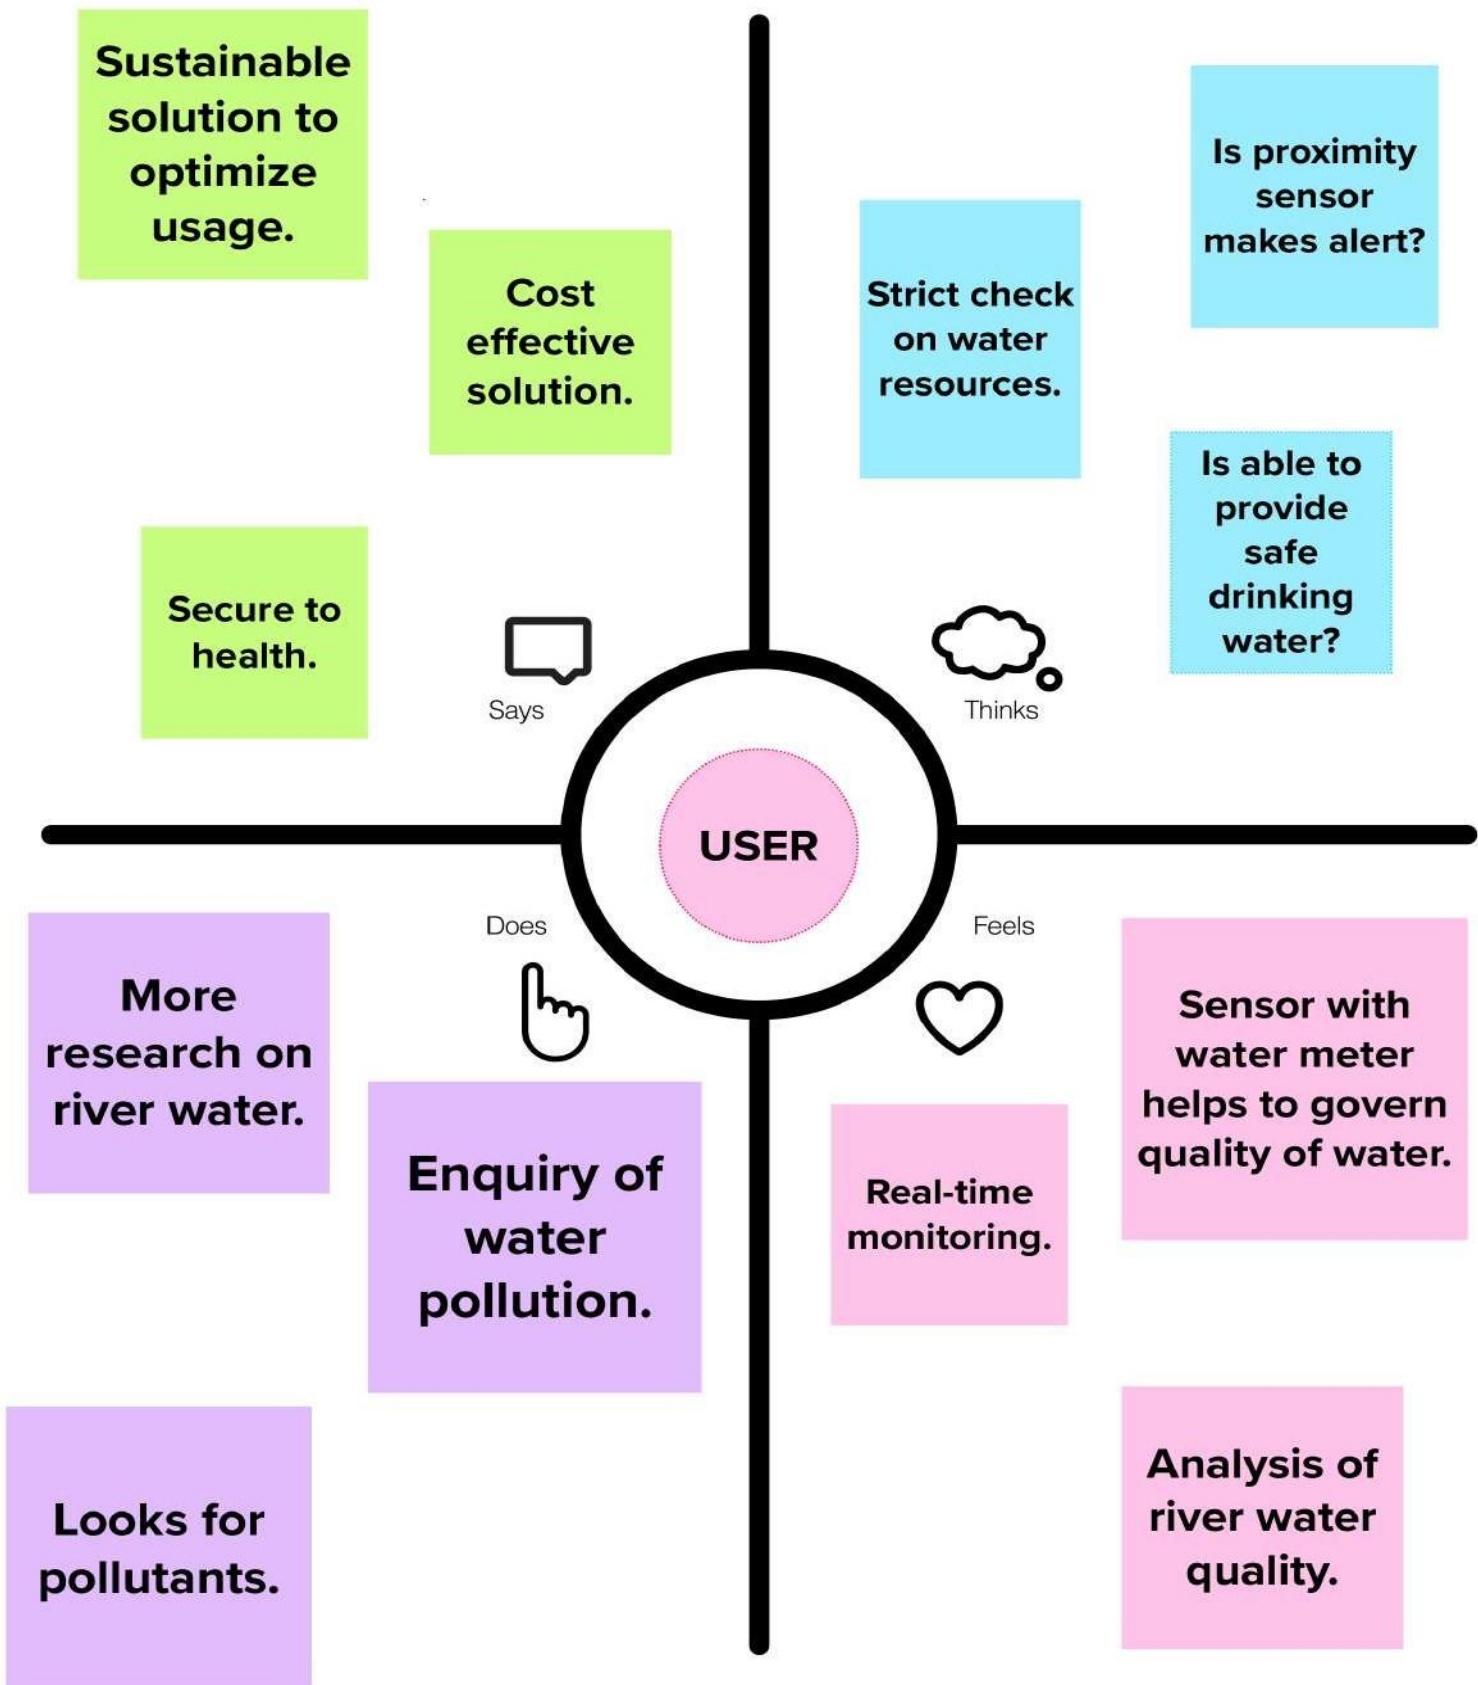 Sustainable
solution to
optimize
usage.
Cost
effective
solution.
Secure to
health.
Says
Is proximity
sensor
makes alert?
Strict check
on water
resources.
Is able to
provide
safe
drinking
water?
Thinks
USER
Does
More
research on
river water.
Enquiry of
water
pollution.
Looks for
pollutants.
Feels
Sensor with
water meter
helps to govern
quality of water.
Real-time
monitoring.
Analysis of
river water
quality.